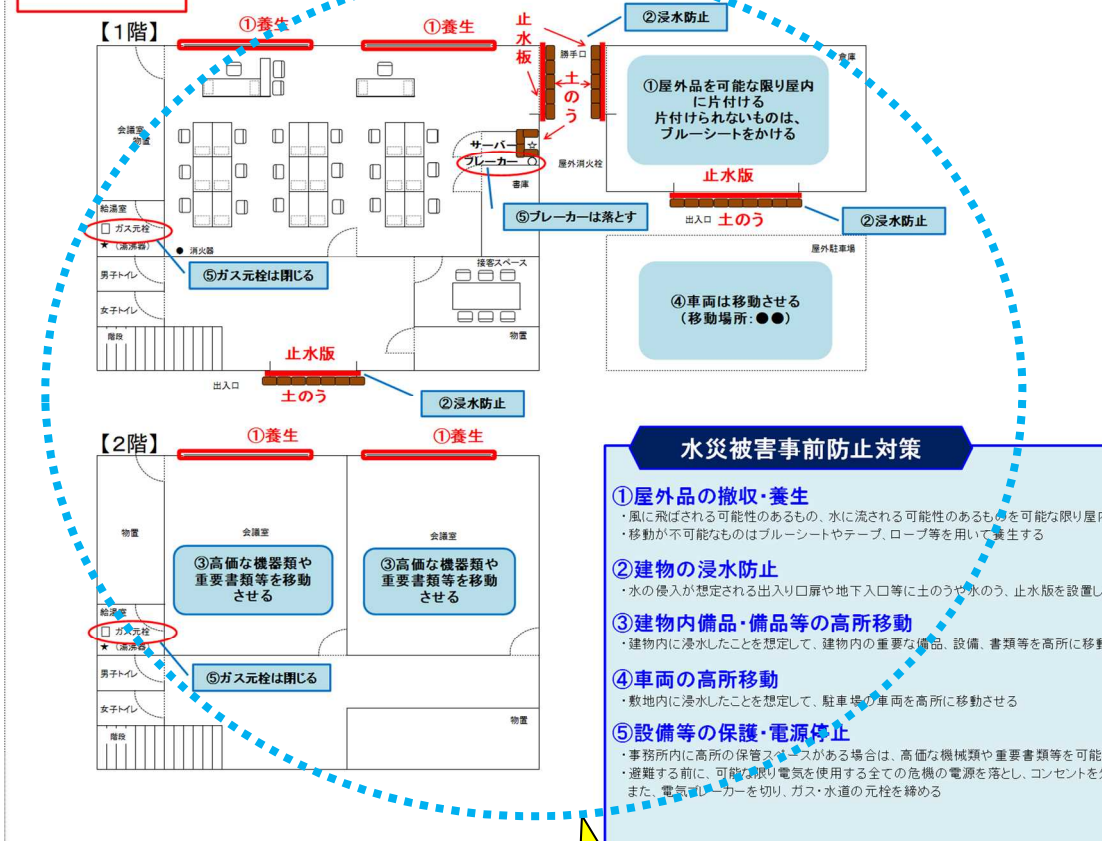 【1階】
①養生
①養生
止水板
②浸水防止
勝手口
土のう
倉庫
①屋外品を可能な限り屋内
に片付ける
片付けられないものは、
ブルーシートをかける
会議室
物置
サーバー ☆
ブレーカー ○
書庫
屋外消火栓
止水版
出入口
土のう
②浸水防止
⑤ブレーカーは落とす
給湯室
□ ガス元栓
★ (湯沸器)
● 消火器
⑤ガス元栓は閉じる
接客スペース
屋外駐車場
男子トイレ
女子トイレ
階段
物置
④車両は移動させる
(移動場所:●●)
止水版
出入口
土のう
②浸水防止
【2階】
①養生
①養生
物置
会議室
会議室
③高価な機器類や
重要書類等を移動
させる
③高価な機器類や
重要書類等を移動
させる
給湯室
□ ガス元栓
★ (湯沸器)
⑤ガス元栓は閉じる
男子トイレ
女子トイレ
階段
物置
水災被害事前防止対策
①屋外品の撤収・養生
・風に飛ばされる可能性のあるもの、水に流される可能性のあるものを可能な限り屋内
・移動が不可能なものはブルーシートやテープ、ロープ等を用いて養生する
②建物の浸水防止
・水の侵入が想定される出入り口扉や地下入口等に土のうや水のう、止水版を設置し
③建物内備品・備品等の高所移動
・建物内に浸水したことを想定して、建物内の重要な備品、設備、書類等を高所に移動
④車両の高所移動
・敷地内に浸水したことを想定して、駐車場の車両を高所に移動させる
⑤設備等の保護・電源停止
・事務所内に高所の保管スペースがある場合は、高価な機械類や重要書類等を可能
・避難する前に、可能な限り電気を使用する全ての危機の電源を落とし、コンセントを
また、電気ブレーカーを切り、ガス・水道の元栓を締める